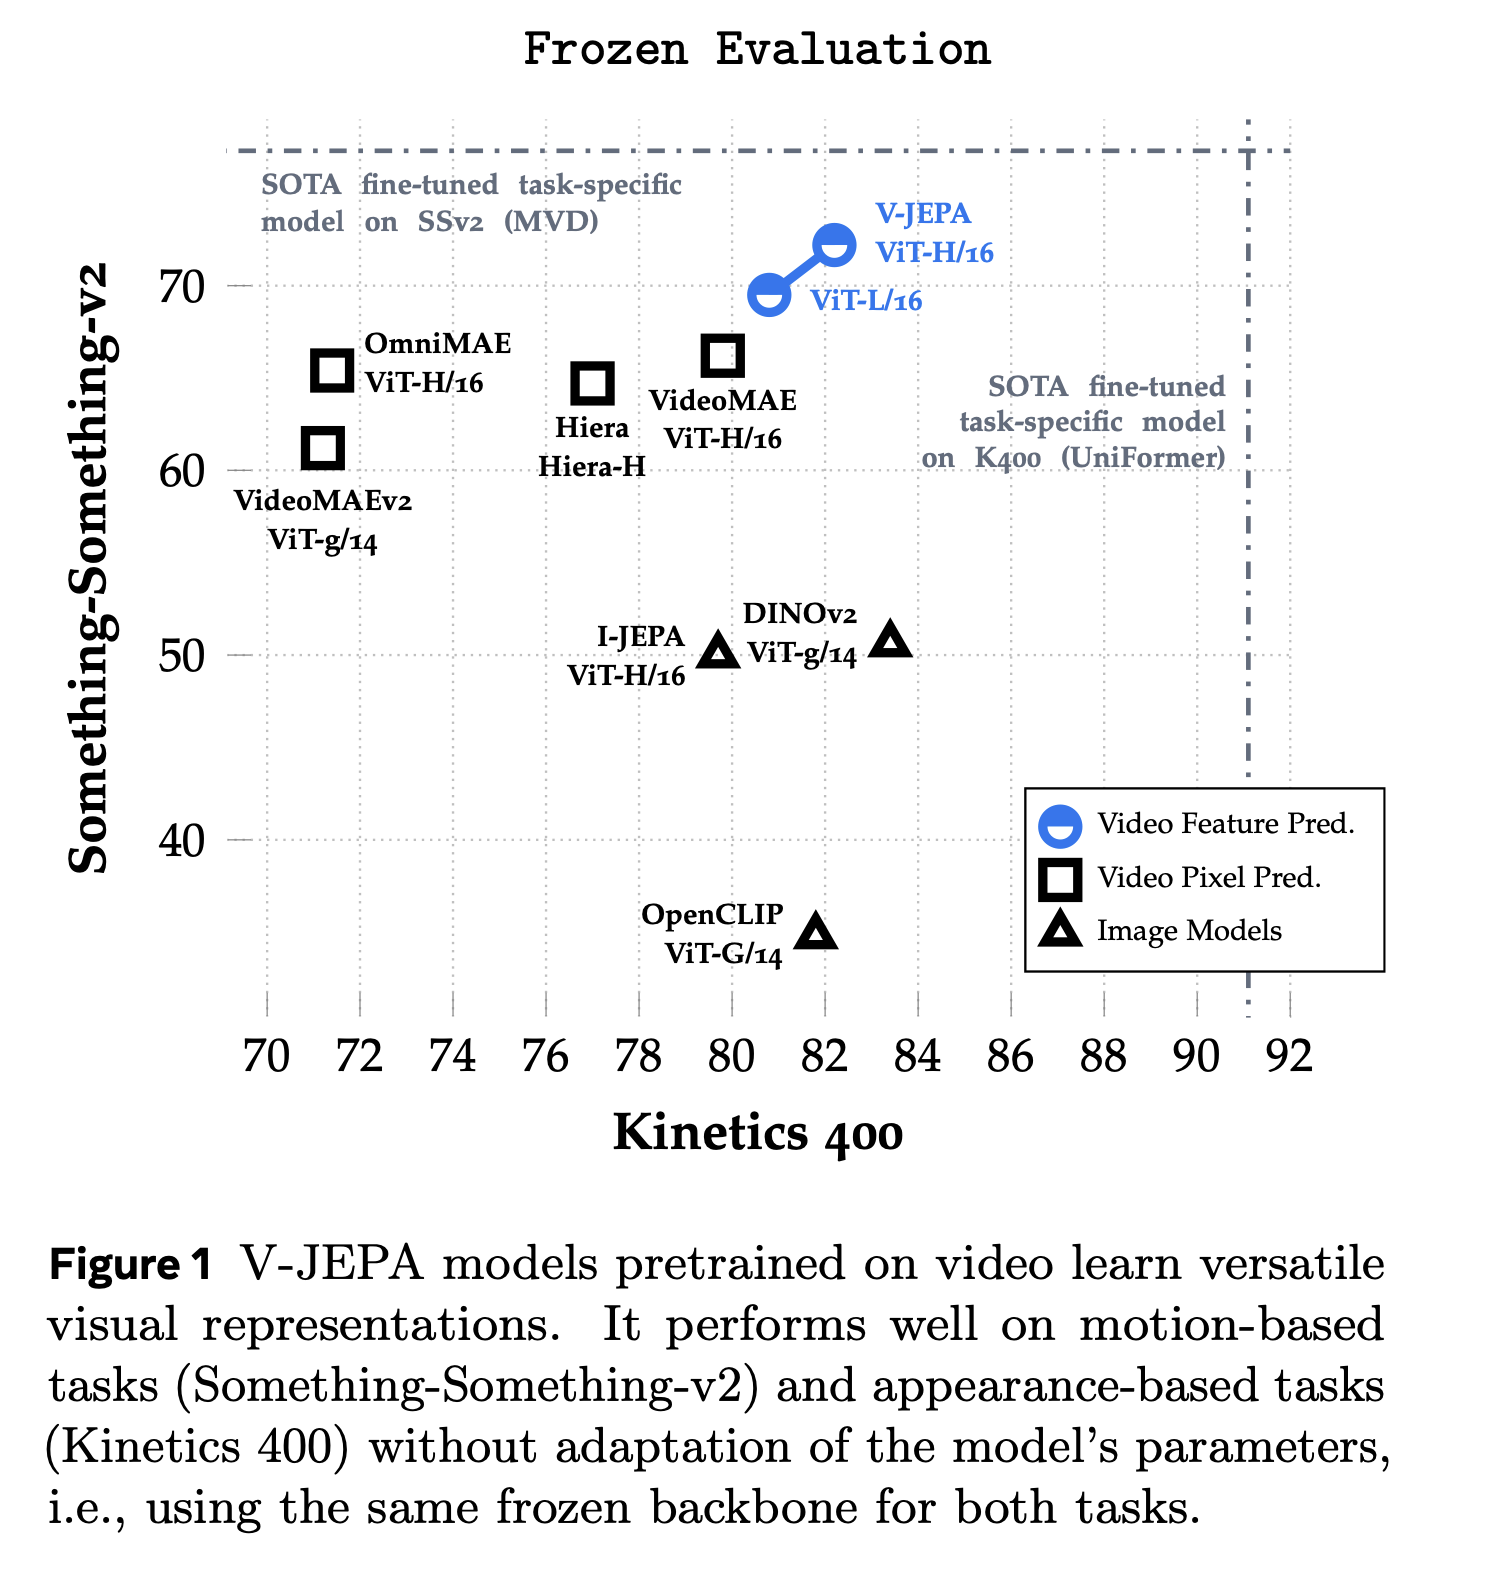 Frozen Evaluation
SOTA fine-tuned task-specific
model on SSv2 (MVD)
V-JEPA
ViT-H/16
ViT-L/16
OmniMAE
ViT-H/16
VideoMAE
ViT-H/16
Hiera
Hiera-H
VideoMAEv2
ViT-g/14
SOTA fine-tuned
task-specific model
on K400 (UniFormer)
I-JEPA
ViT-H/16
DINOv2
ViT-g/14
OpenCLIP
ViT-G/14
Video Feature Pred.
Video Pixel Pred.
Image Models
Something-Something-v2
70
60
50
40
70 72 74 76 78 80 82 84 86 88 90 92
Kinetics 400
Figure 1 V-JEPA models pretrained on video learn versatile
visual representations. It performs well on motion-based
tasks (Something-Something-v2) and appearance-based tasks
(Kinetics 400) without adaptation of the model's parameters,
i.e., using the same frozen backbone for both tasks.